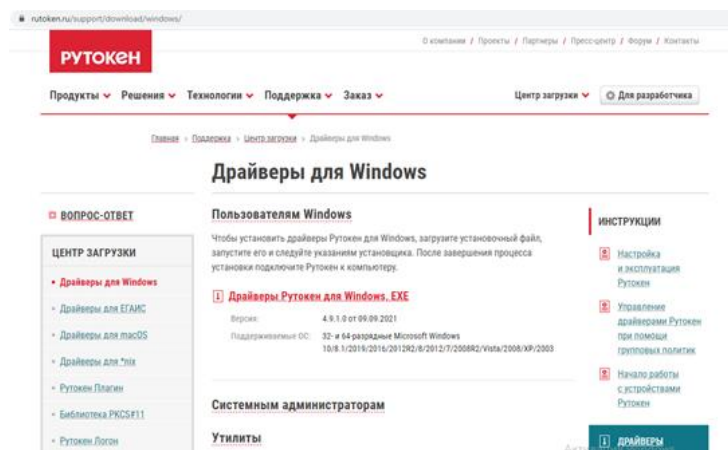 rutoken.ru/support/download/windows/
О компании / Проекты / Партнеры / Пресс-центр / Форум / Контакты
РУТОКЕН
Продукты Решения Технологии Поддержка Заказ Центр загрузки Для разработчика
Главная > Поддержка > Центр загрузки > Драйверы для Windows
Драйверы для Windows
ВОПРОС-ОТВЕТ
ЦЕНТР ЗАГРУЗКИ
Драйверы для Windows
Драйверы для ЕГАИС
Драйверы для macOS
Драйверы для *nix
Рутокен Плагин
Библиотека PKCS#11
Рутокен Логон
Пользователям Windows
Чтобы установить драйверы Рутокен для Windows, загрузите установочный файл,
запустите его и следуйте указаниям установщика. После завершения процесса
установки подключите Рутокен к компьютеру.
Драйверы Рутокен для Windows, EXE
Версия: 4.9.1.0 от 09.09.2021
Поддерживаемые ОС: 32- и 64-разрядные Microsoft Windows
10/8.1/2019/2016/2012R2/8/2012/7/2008R2/Vista/2008/XP/2003
Системным администраторам
Утилиты
ИНСТРУКЦИИ
Настройка
и эксплуатация
Рутокен
Управление
драйверами Рутокен
при помощи
групповых политик
Начало работы
с устройствами
Рутокен
ДРАЙВЕРЫ